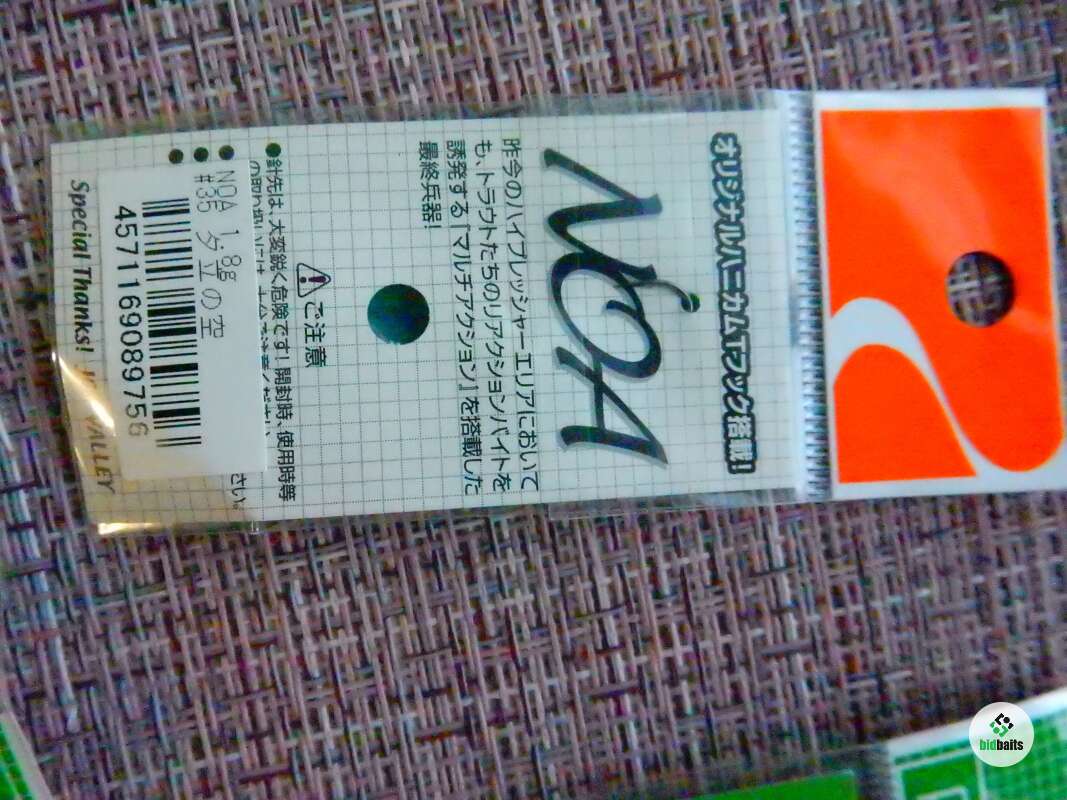 オリジナルハニカムTフック搭載!
NOA
昨今のハイプレッシャーエリアにおいて
も、トラウトたちのリアクションバイトを
誘発する「マルチアクション」を搭載した
最終兵器!
ご注意
●針先は、大変鋭く危険です!開封時、使用時等
さい。
NOA 1.8g
#35 夕立の空
4571169089756
Special Thanks! VALLEY
bidbaits